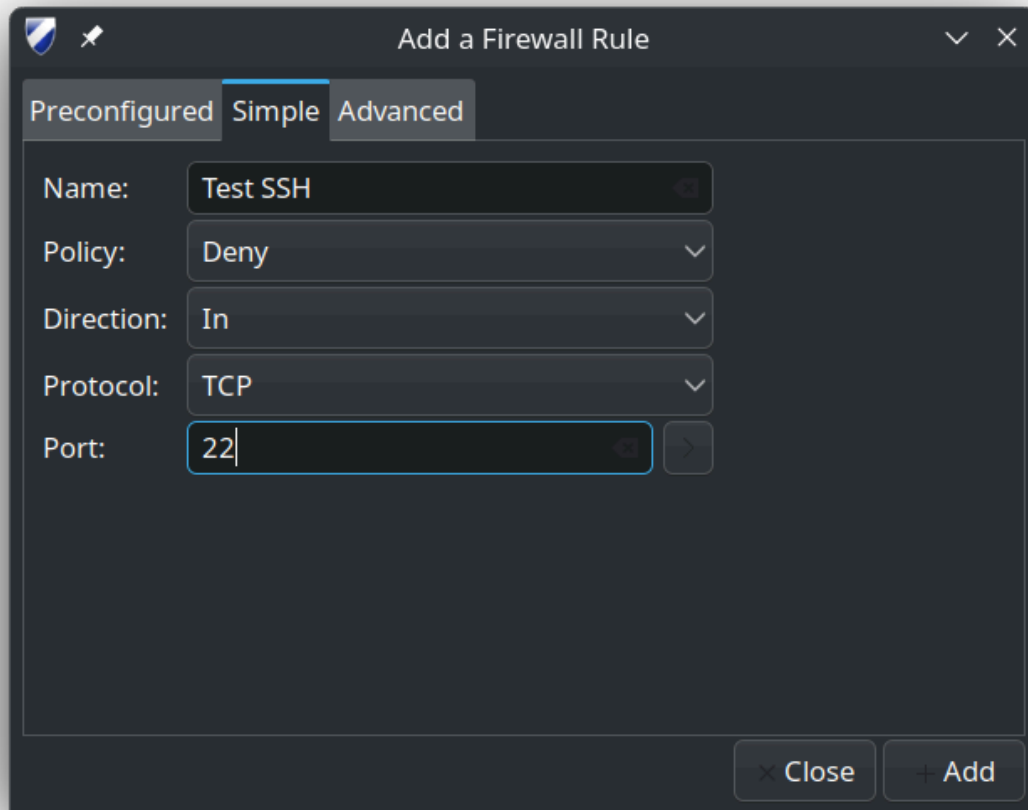 Add a Firewall Rule
Preconfigured Simple Advanced
Name: Test SSH
Policy: Deny
Direction: In
Protocol: TCP
Port: 22
Close Add